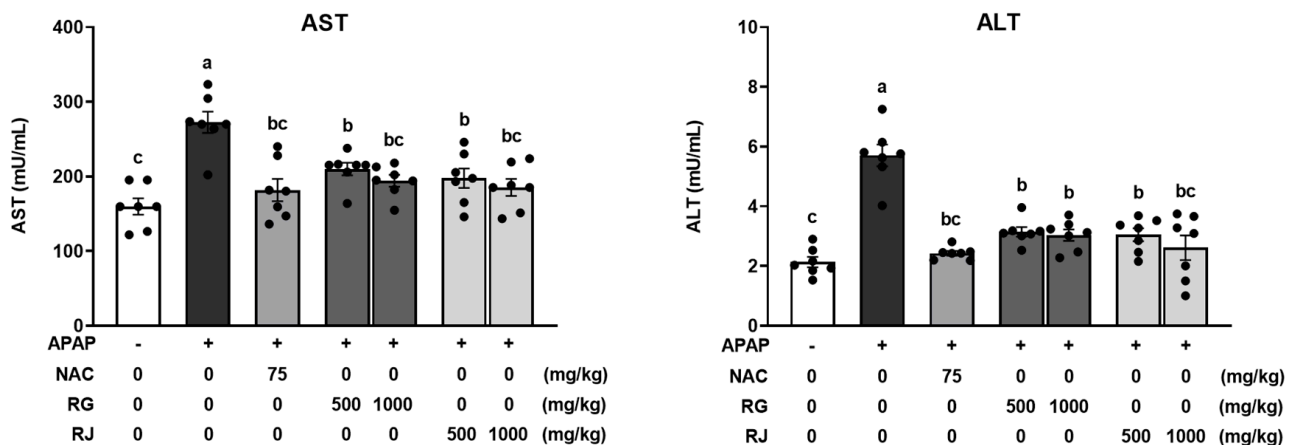 AST
400
300
200
100
0
AST (mU/mL)
c
a
bc
b
bc
b
bc
APAP - + + + + + +
NAC 0 0 75 0 0 0 0 (mg/kg)
RG 0 0 0 500 1000 0 0 (mg/kg)
RJ 0 0 0 0 0 500 1000 (mg/kg)
ALT
10
8
6
4
2
0
ALT (mU/mL)
c
a
bc
b
b
b
bc
APAP - + + + + + +
NAC 0 0 75 0 0 0 0 (mg/kg)
RG 0 0 0 500 1000 0 0 (mg/kg)
RJ 0 0 0 0 0 500 1000 (mg/kg)